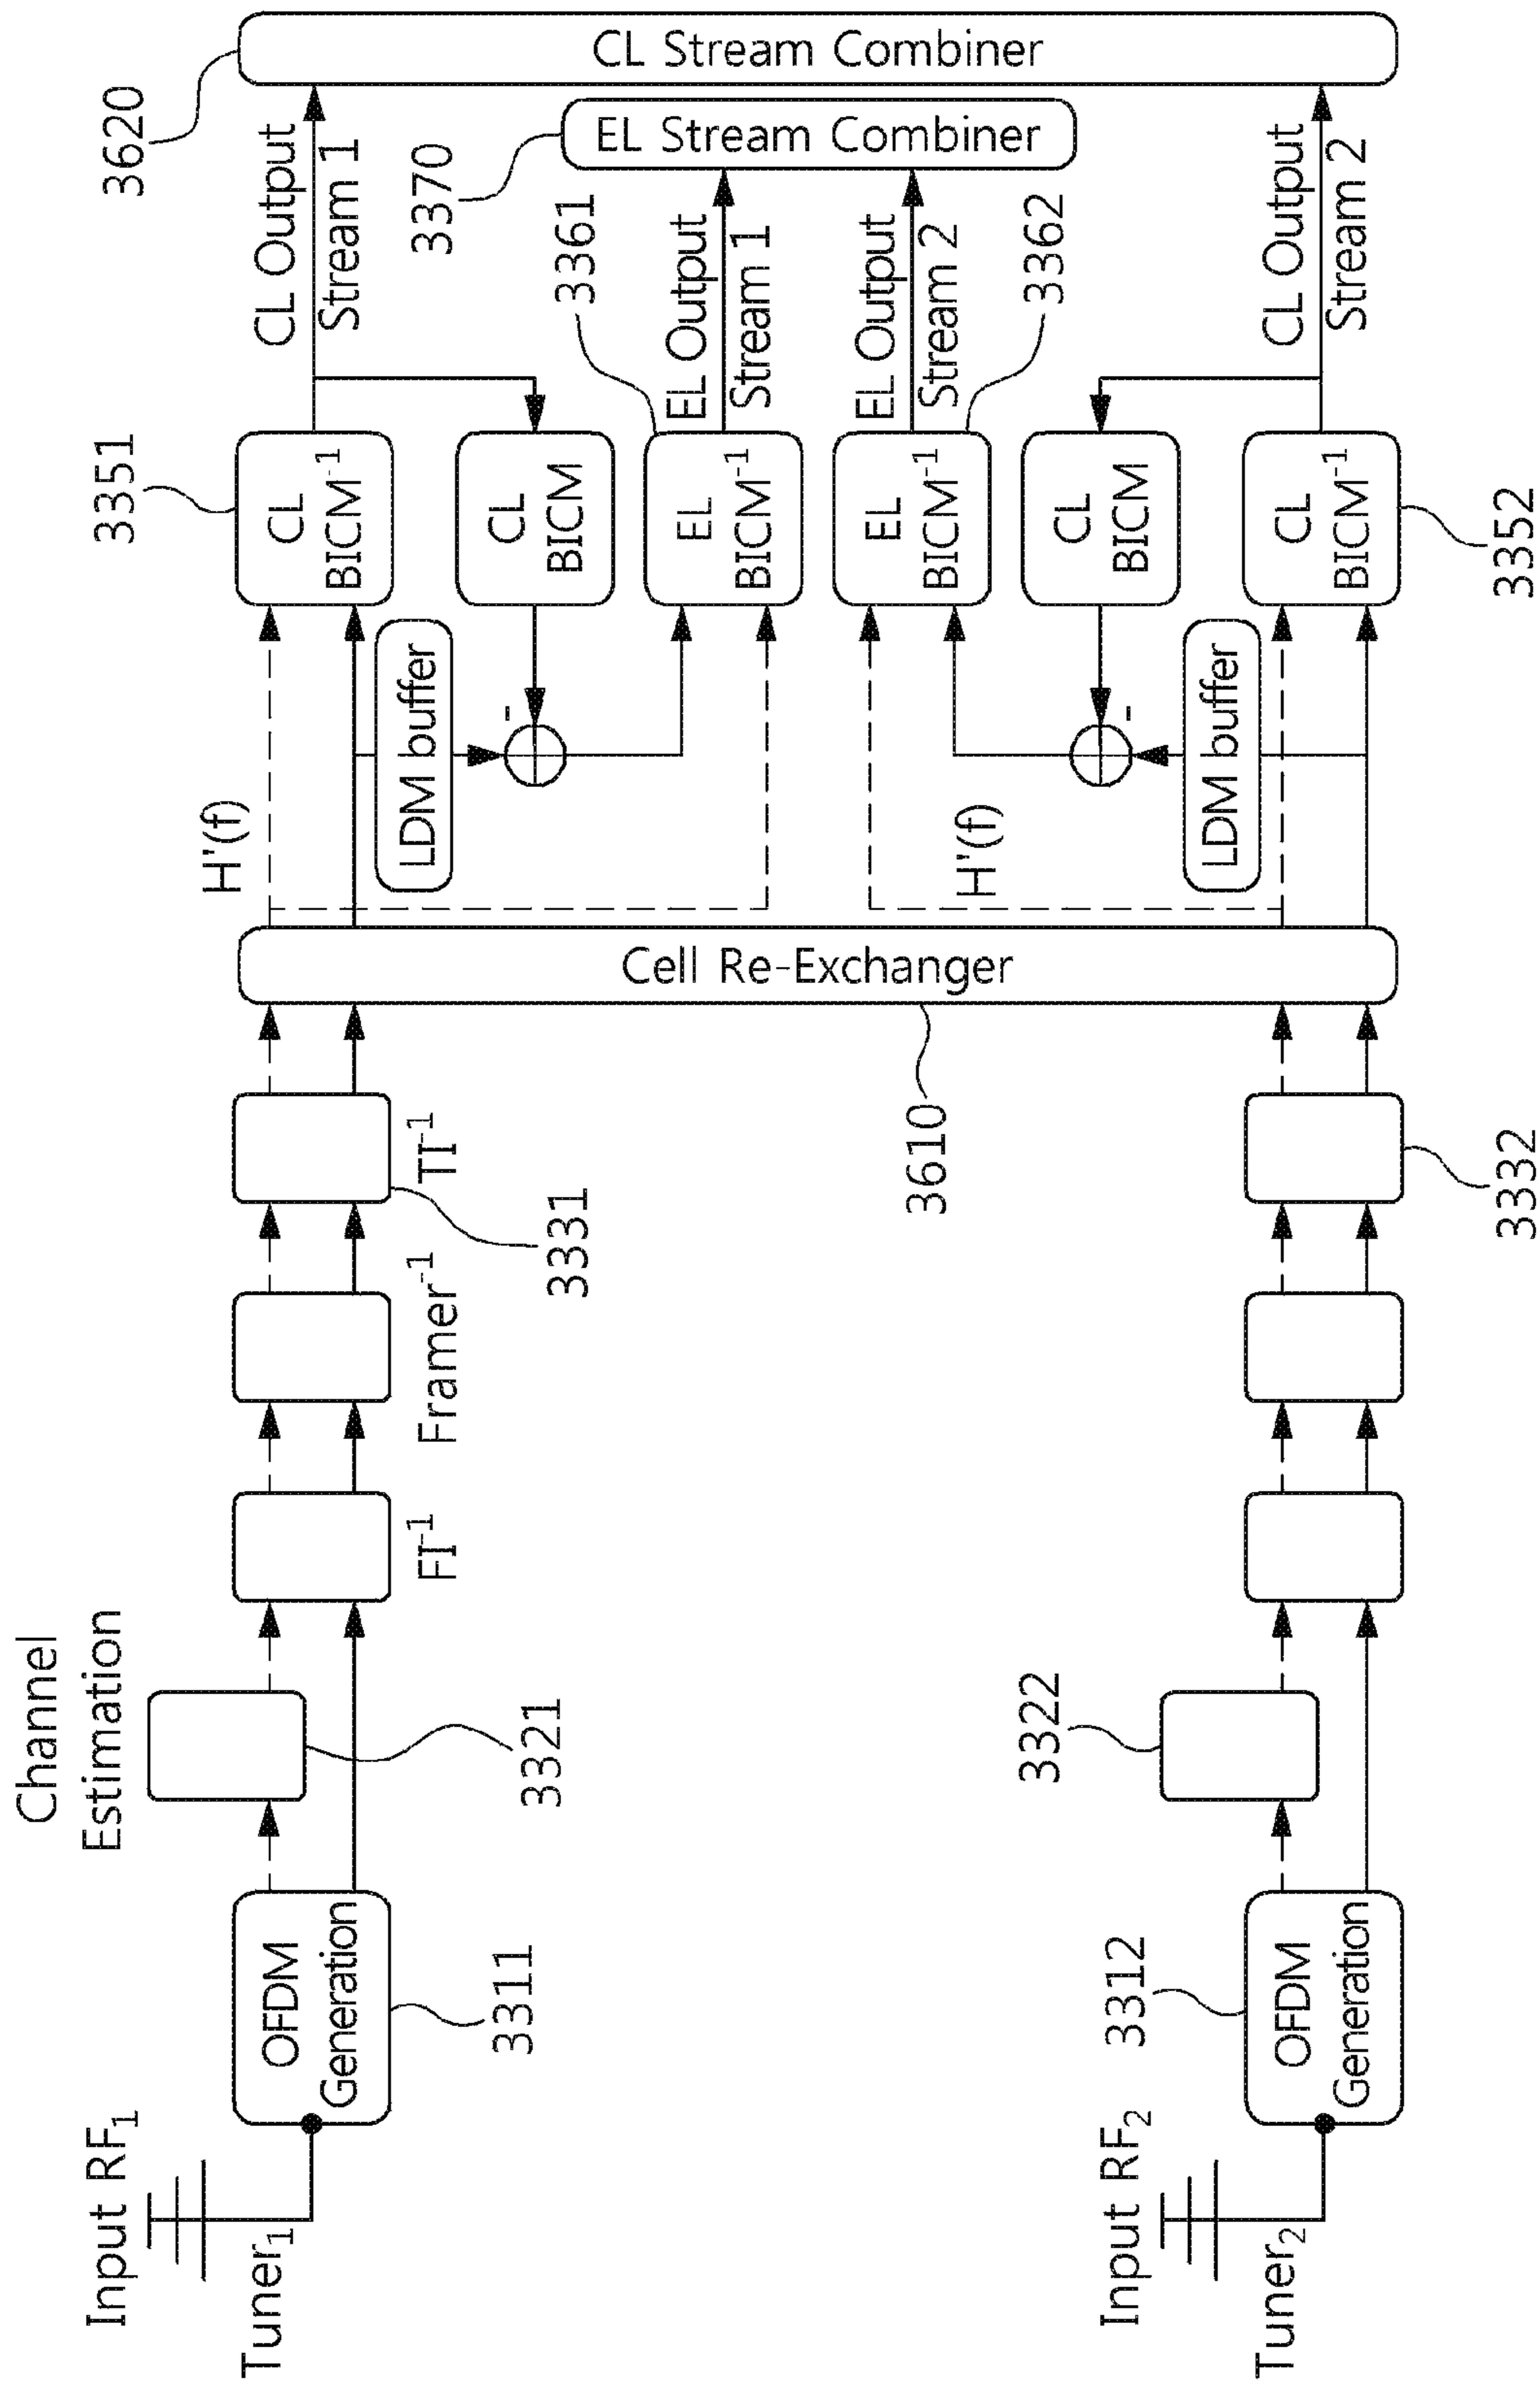 Input RF1
Tuner1
OFDM
Generation
3311
Channel
Estimation
3321
FI-1
Framer-1
TI-1
3331
Cell Re-Exchanger
3610
H'(f)
LDM buffer
-
CL
BICM-1
3351
CL
BICM
EL
BICM-1
3361
CL Output
Stream 1
EL Output
Stream 1
3370
EL Stream Combiner
3620
CL Stream Combiner
Input RF2
Tuner2
OFDM
Generation
3312
3322
3332
H'(f)
LDM buffer
-
EL
BICM-1
3362
CL
BICM
CL
BICM-1
3352
EL Output
Stream 2
CL Output
Stream 2